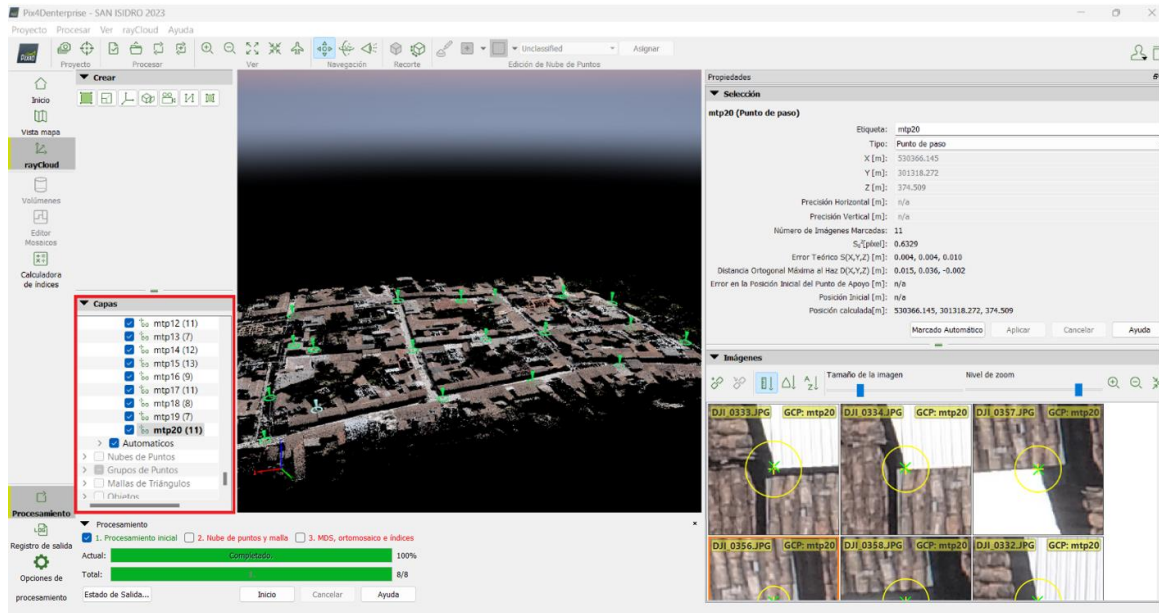 Pix4Denterprise - SAN ISIDRO 2023
Proyecto Procesar Ver rayCloud Ayuda
Unclassified Asignar
Proyecto Procesar Ver Navegación Recorte Edición de Nube de Puntos
Inicio
Vista mapa
rayCloud
Volúmenes
Editor
Mosaicos
Calculadora
de índices
Procesamiento
Registro de salida
Opciones de
procesamiento
Crear
Capas
mtp12 (11)
mtp13 (7)
mtp14 (12)
mtp15 (13)
mtp16 (9)
mtp17 (11)
mtp18 (8)
mtp19 (7)
mtp20 (11)
Automaticos
Nubes de Puntos
Grupos de Puntos
Mallas de Triángulos
Objetos
Procesamiento
1. Procesamiento inicial 2. Nube de puntos y malla 3. MDS, ortomosaico e índices
Actual: Completado. 100%
Total: 8/8
Estado de Salida... Inicio Cancelar Ayuda
Propiedades
Selección
mtp20 (Punto de paso)
Etiqueta: mtp20
Tipo: Punto de paso
X [m]: 530366.145
Y [m]: 301318.272
Z [m]: 374.509
Precisión Horizontal [m]: n/a
Precisión Vertical [m]: n/a
Número de Imágenes Marcadas: 11
S₀²[pixel]: 0.6329
Error Teórico S(X,Y,Z) [m]: 0.004, 0.004, 0.010
Distancia Ortogonal Máxima al Haz D(X,Y,Z) [m]: 0.015, 0.036, -0.002
Error en la Posición Inicial del Punto de Apoyo [m]: n/a
Posición Inicial [m]: n/a
Posición calculada[m]: 530366.145, 301318.272, 374.509
Marcado Automático Aplicar Cancelar Ayuda
Imágenes
Tamaño de la imagen Nivel de zoom
DJI_0333.JPG GCP: mtp20 DJI_0334.JPG GCP: mtp20 DJI_0357.JPG GCP: mtp20
DJI_0356.JPG GCP: mtp20 DJI_0358.JPG GCP: mtp20 DJI_0332.JPG GCP: mtp20